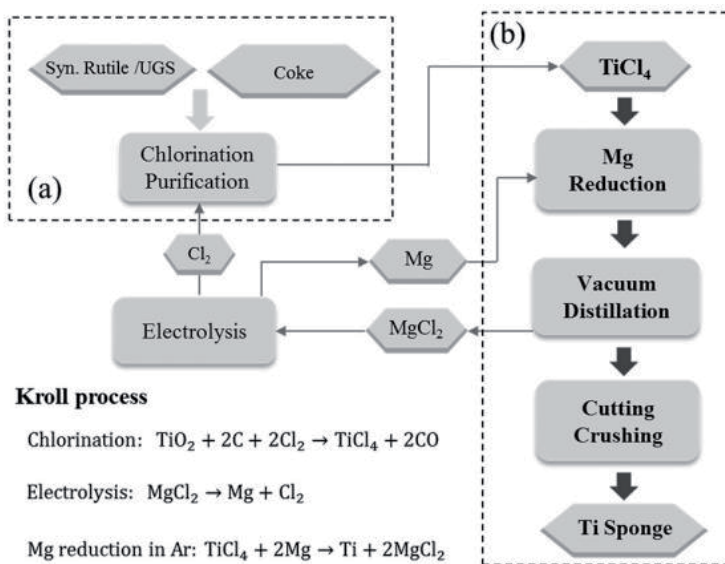 (b)
Syn. Rutile /UGS
Coke
TiCl₄
Chlorination
Purification
Mg
Reduction
(a)
Cl₂
Mg
Electrolysis
MgCl₂
Vacuum
Distillation
Cutting
Crushing
Ti Sponge
Kroll process
Chlorination: TiO₂ + 2C + 2Cl₂ → TiCl₄ + 2CO
Electrolysis: MgCl₂ → Mg + Cl₂
Mg reduction in Ar: TiCl₄ + 2Mg → Ti + 2MgCl₂